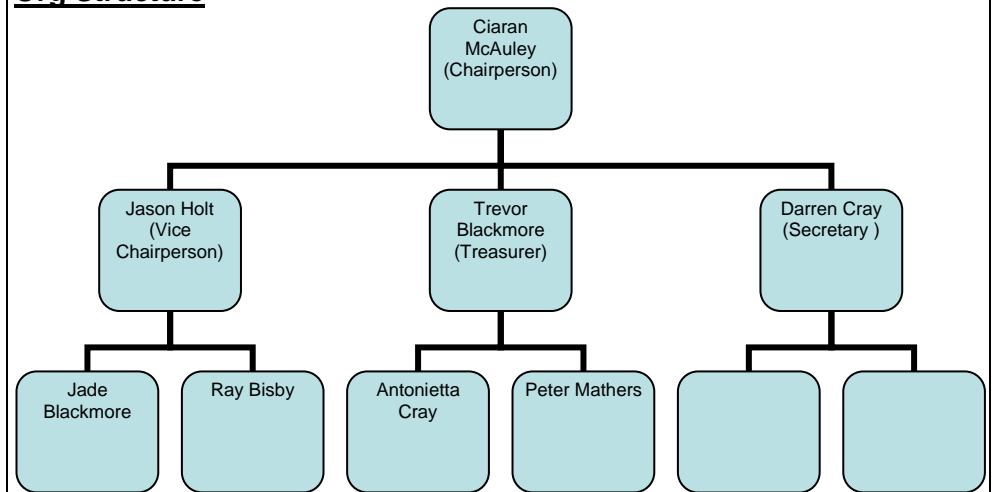 Org Structure
Ciaran
McAuley
(Chairperson)
Jason Holt
(Vice
Chairperson)
Trevor
Blackmore
(Treasurer)
Darren Cray
(Secretary )
Jade
Blackmore
Ray Bisby
Antonietta
Cray
Peter Mathers